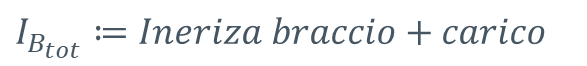 I_{B_{tot}} := Ineriza braccio + carico